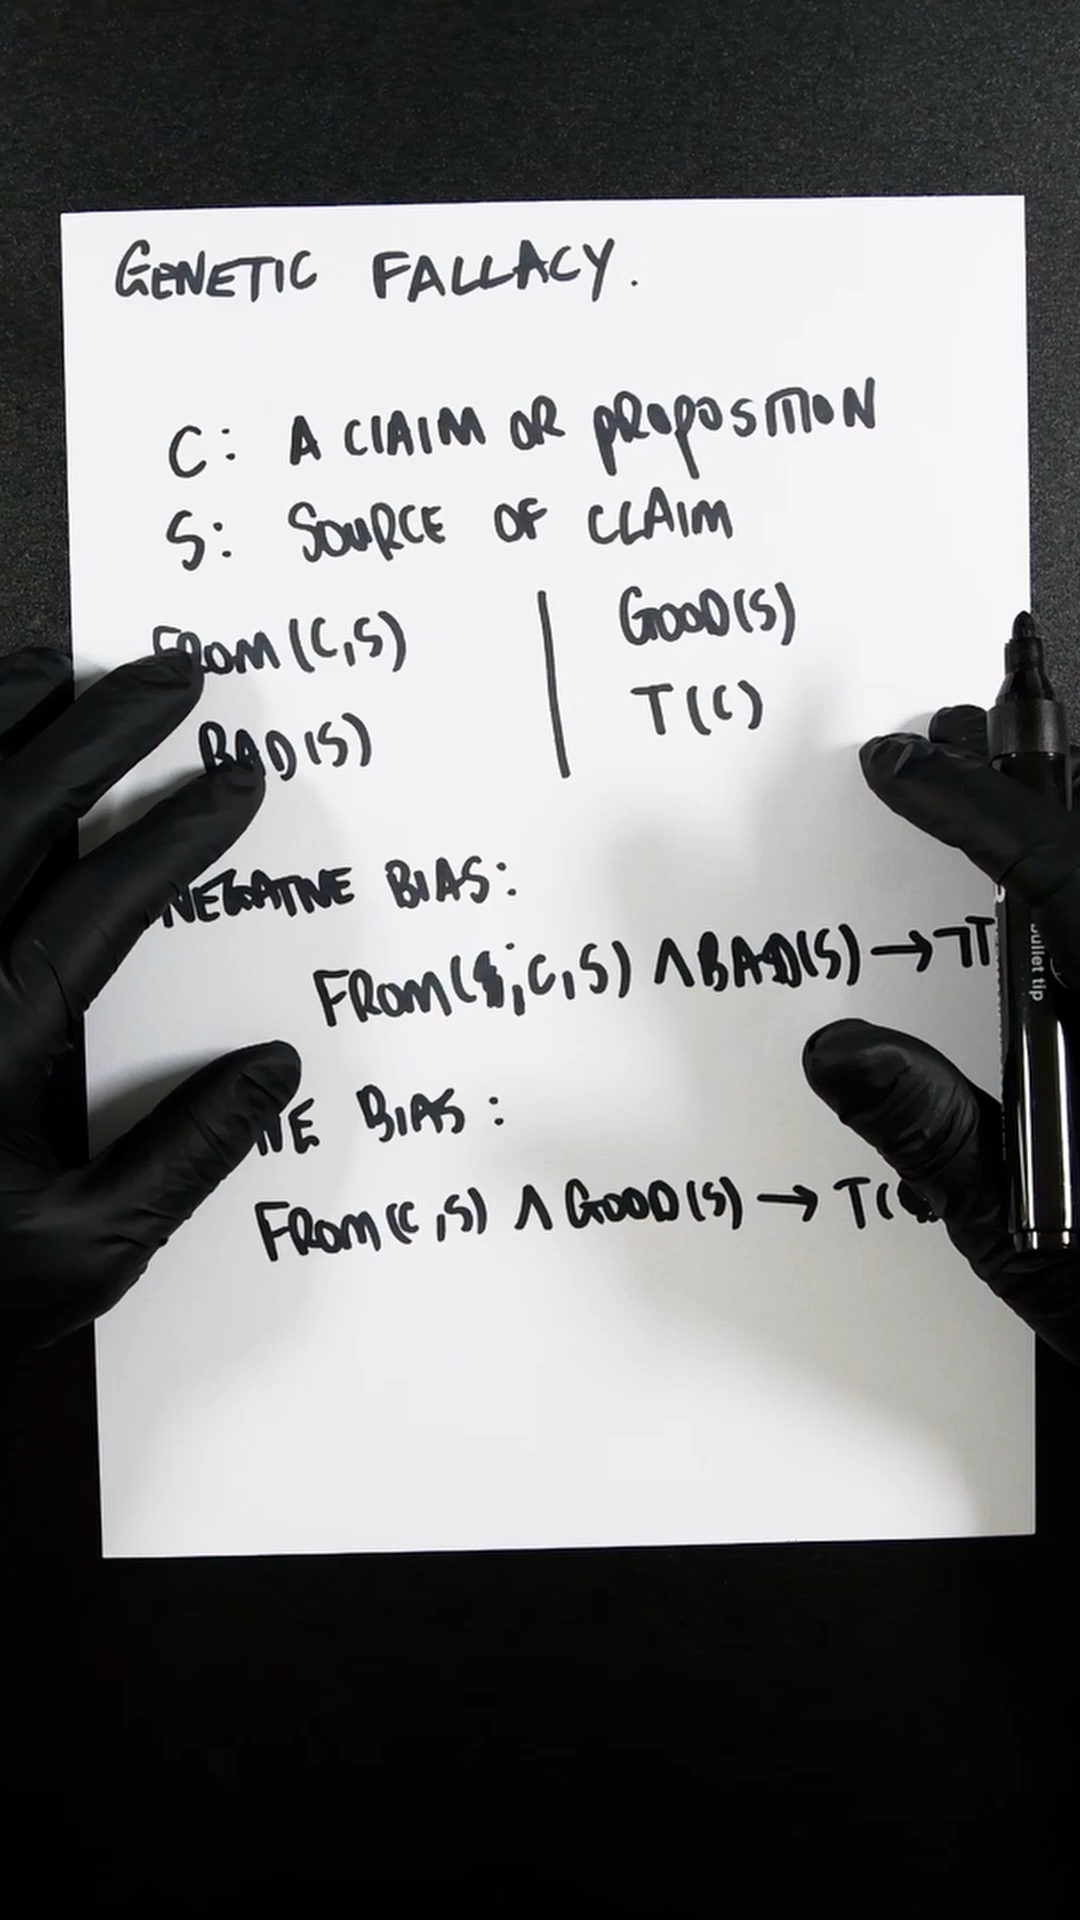 GENETIC FALLACY.
C: A CLAIM OR PROPOSITION
S: SOURCE OF CLAIM
FROM(C,S)
BAD(S)
GOOD(S)
T(C)
NEGATIVE BIAS:
FROM(C,S) ∧ BAD(S) → ¬T
BIAS:
FROM(C,S) ∧ GOOD(S) → T(
bullet tip